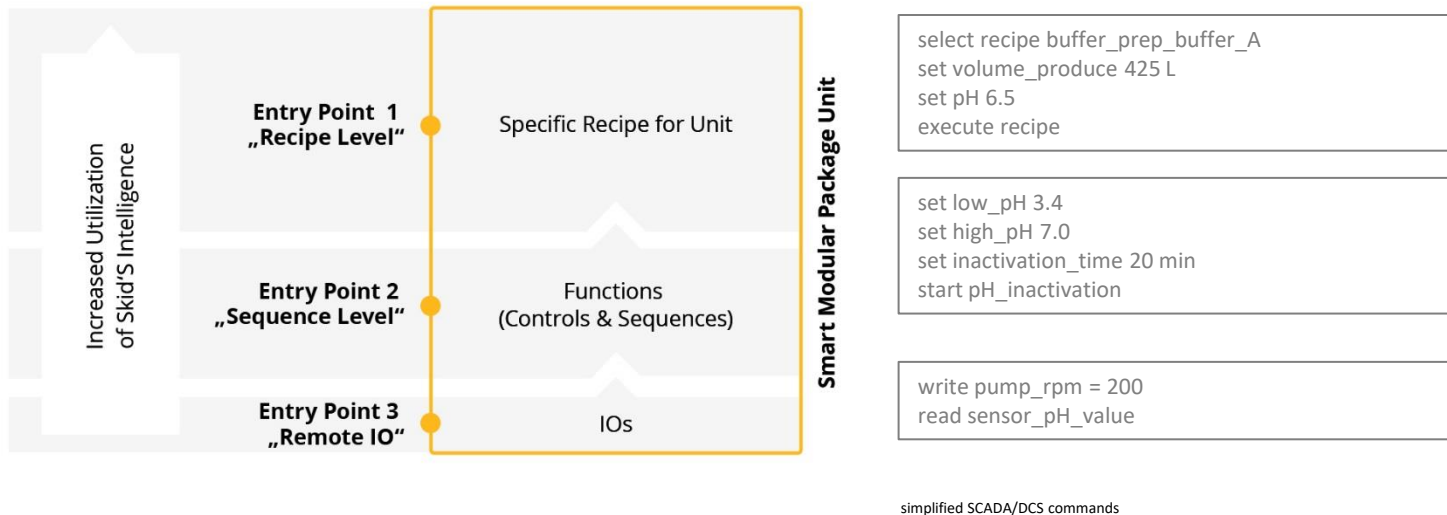 Increased Utilization
of Skid'S Intelligence
Entry Point 1
„Recipe Level“
Specific Recipe for Unit
Entry Point 2
„Sequence Level“
Functions
(Controls & Sequences)
Entry Point 3
„Remote IO“
IOs
Smart Modular Package Unit
select recipe buffer_prep_buffer_A
set volume_produce 425 L
set pH 6.5
execute recipe
set low_pH 3.4
set high_pH 7.0
set inactivation_time 20 min
start pH_inactivation
write pump_rpm = 200
read sensor_pH_value
simplified SCADA/DCS commands